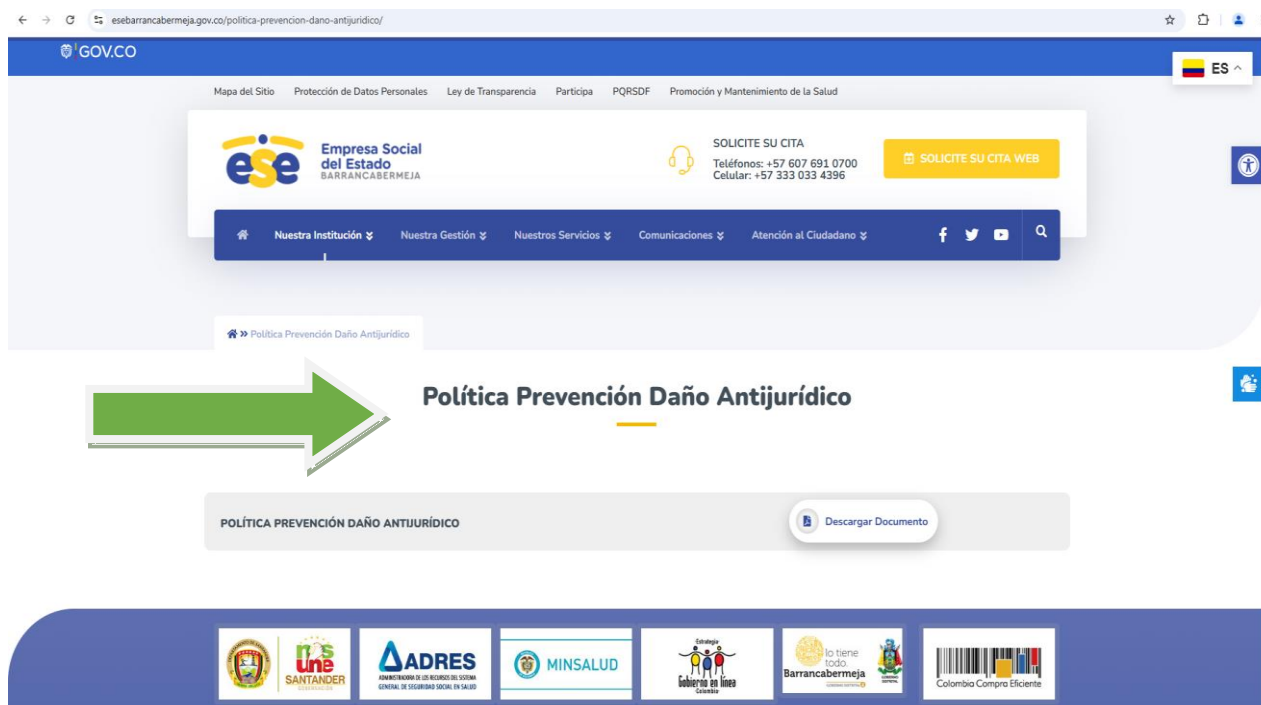 esebarrancabermeja.gov.co/politica-prevencion-dano-antijuridico/
GOV.CO
ES
Mapa del Sitio Protección de Datos Personales Ley de Transparencia Participa PQRSDF Promoción y Mantenimiento de la Salud
ese
Empresa Social
del Estado
BARRANCABERMEJA
SOLICITE SU CITA
Teléfonos: +57 607 691 0700
Celular: +57 333 033 4396
SOLICITE SU CITA WEB
Nuestra Institución Nuestra Gestión Nuestros Servicios Comunicaciones Atención al Ciudadano
Política Prevención Daño Antijurídico
Política Prevención Daño Antijurídico
POLÍTICA PREVENCIÓN DAÑO ANTIJURÍDICO
Descargar Documento
nos
une
SANTANDER
GOBERNACIÓN
ADRES
ADMINISTRADORA DE LOS RECURSOS DEL SISTEMA
GENERAL DE SEGURIDAD SOCIAL EN SALUD
MINSALUD
Estrategia
Gobierno en línea
Colombia
lo tiene
todo
Barrancabermeja
Colombia Compra Eficiente